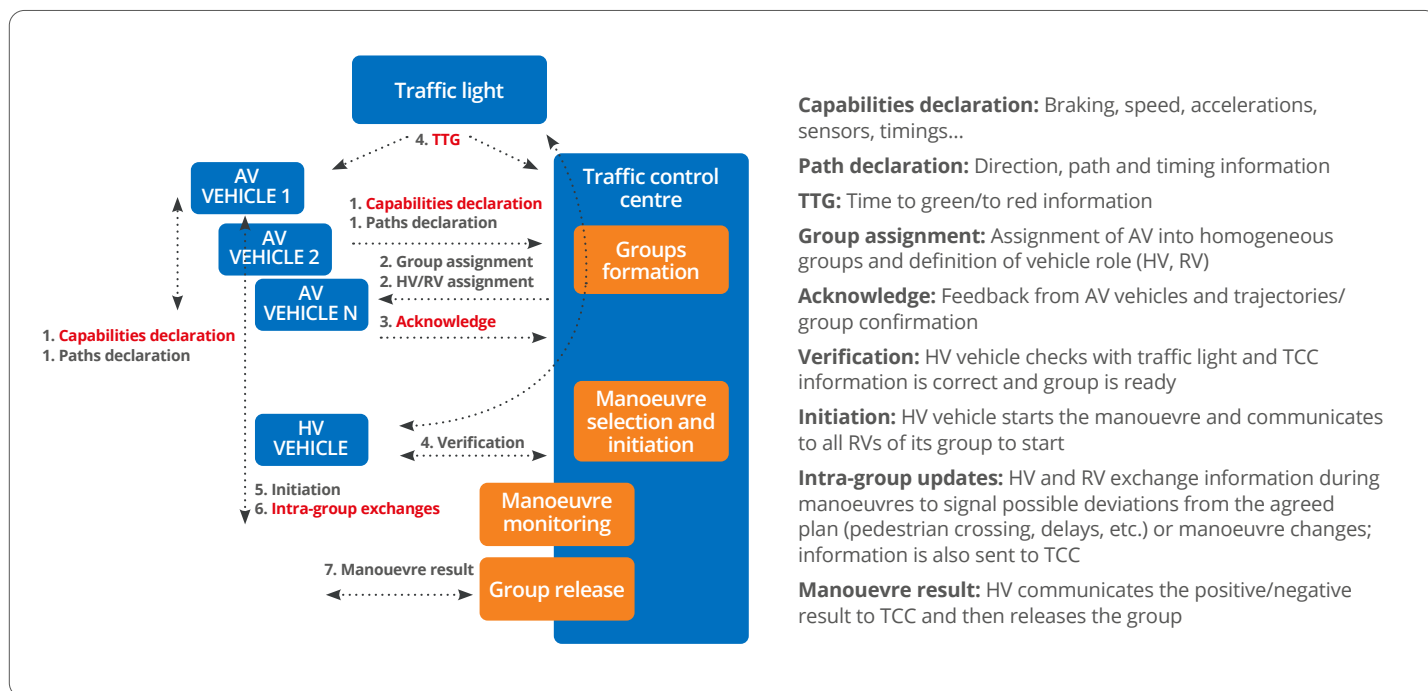 Traffic light
4. TTG
AV
VEHICLE 1
AV
VEHICLE 2
AV
VEHICLE N
1. Capabilities declaration
1. Paths declaration
2. Group assignment
2. HV/RV assignment
3. Acknowledge
1. Capabilities declaration
1. Paths declaration
Traffic control
centre
Groups
formation
Manoeuvre
selection and
initiation
HV
VEHICLE
4. Verification
5. Initiation
6. Intra-group exchanges
Manoeuvre
monitoring
7. Manouevre result
Group release
Capabilities declaration: Braking, speed, accelerations,
sensors, timings...
Path declaration: Direction, path and timing information
TTG: Time to green/to red information
Group assignment: Assignment of AV into homogeneous
groups and definition of vehicle role (HV, RV)
Acknowledge: Feedback from AV vehicles and trajectories/
group confirmation
Verification: HV vehicle checks with traffic light and TCC
information is correct and group is ready
Initiation: HV vehicle starts the manouevre and communicates
to all RVs of its group to start
Intra-group updates: HV and RV exchange information during
manoeuvres to signal possible deviations from the agreed
plan (pedestrian crossing, delays, etc.) or manoeuvre changes;
information is also sent to TCC
Manouevre result: HV communicates the positive/negative
result to TCC and then releases the group